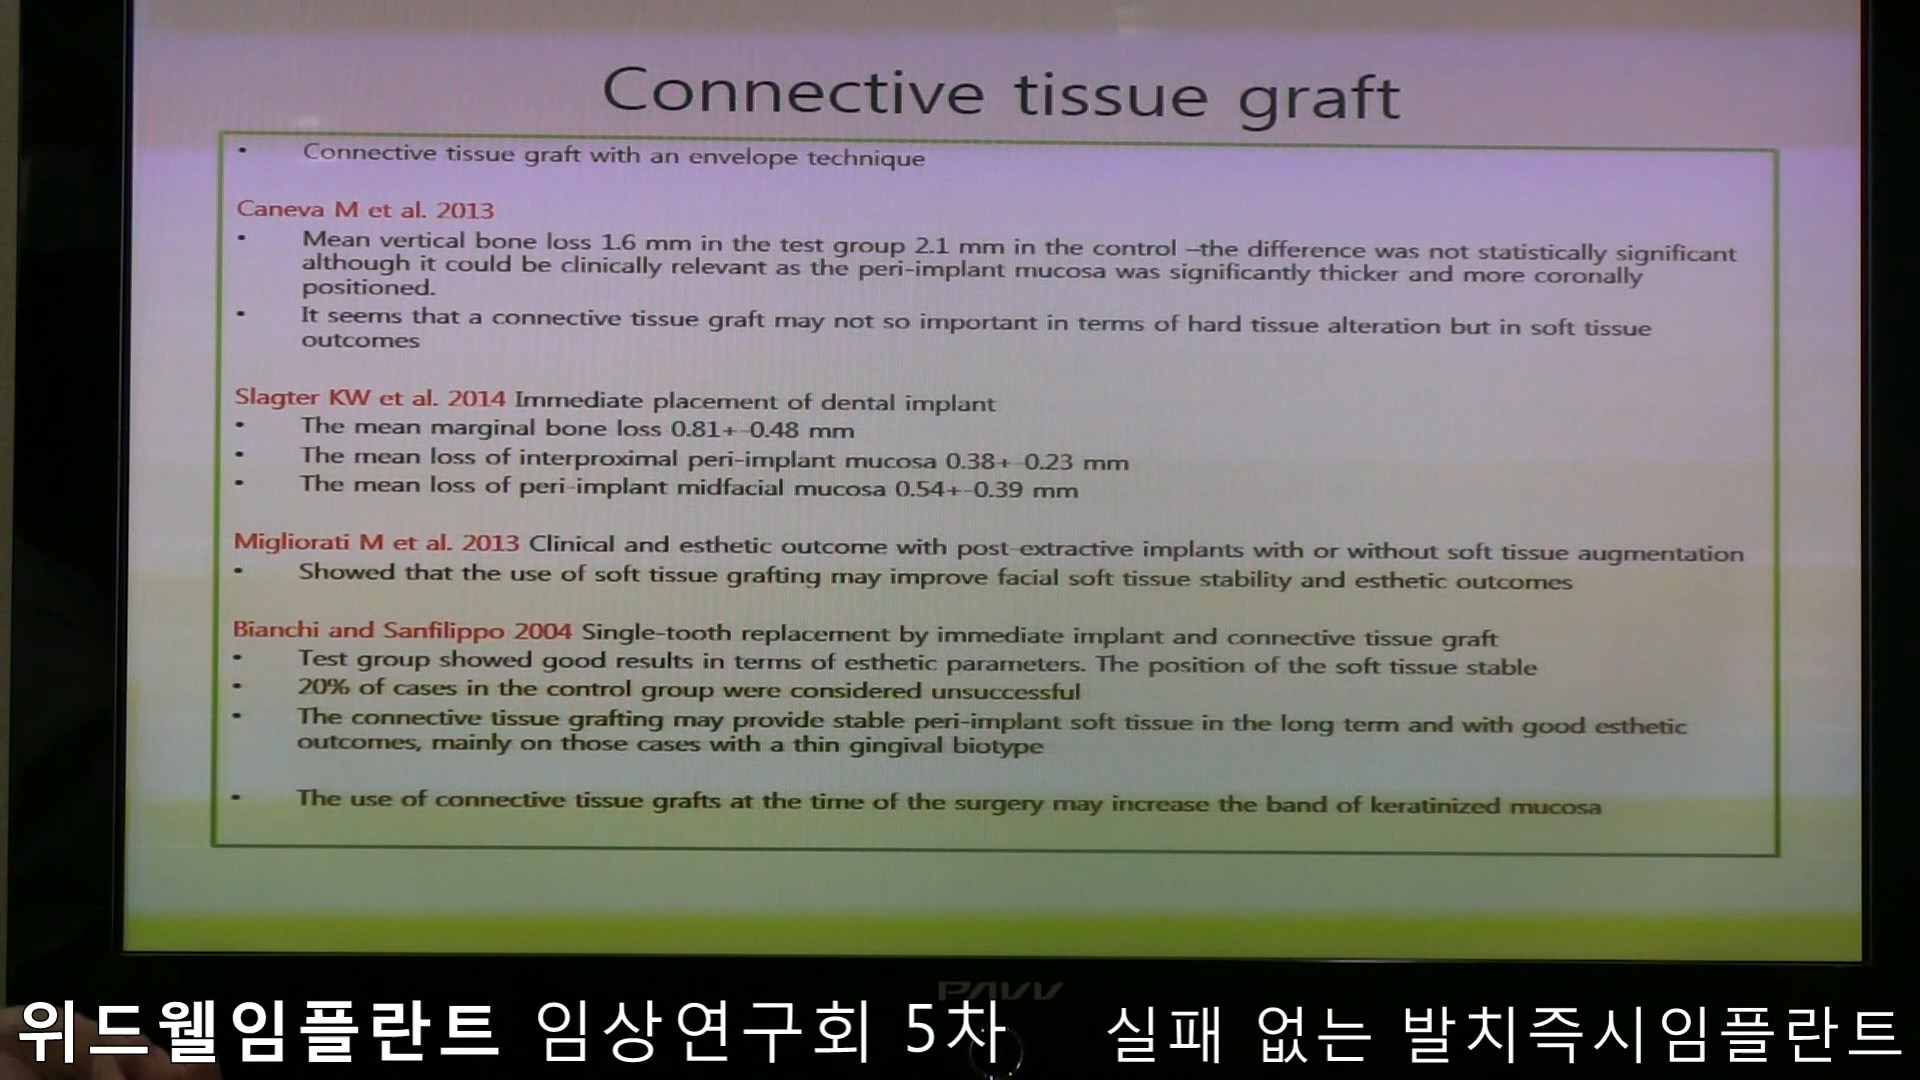 Connective tissue graft
• Connective tissue graft with an envelope technique
Caneva M et al. 2013
• Mean vertical bone loss 1.6 mm in the test group 2.1 mm in the control –the difference was not statistically significant
although it could be clinically relevant as the peri-implant mucosa was significantly thicker and more coronally
positioned.
• It seems that a connective tissue graft may not so important in terms of hard tissue alteration but in soft tissue
outcomes
Slagter KW et al. 2014 Immediate placement of dental implant
• The mean marginal bone loss 0.81+-0.48 mm
• The mean loss of interproximal peri-implant mucosa 0.38+-0.23 mm
• The mean loss of peri-implant midfacial mucosa 0.54+-0.39 mm
Migliorati M et al. 2013 Clinical and esthetic outcome with post-extractive implants with or without soft tissue augmentation
• Showed that the use of soft tissue grafting may improve facial soft tissue stability and esthetic outcomes
Bianchi and Sanfilippo 2004 Single-tooth replacement by immediate implant and connective tissue graft
• Test group showed good results in terms of esthetic parameters. The position of the soft tissue stable
• 20% of cases in the control group were considered unsuccessful
• The connective tissue grafting may provide stable peri-implant soft tissue in the long term and with good esthetic
outcomes, mainly on those cases with a thin gingival biotype
• The use of connective tissue grafts at the time of the surgery may increase the band of keratinized mucosa
PAVV
위드웰임플란트 임상연구회 5차 실패 없는 발치즉시임플란트